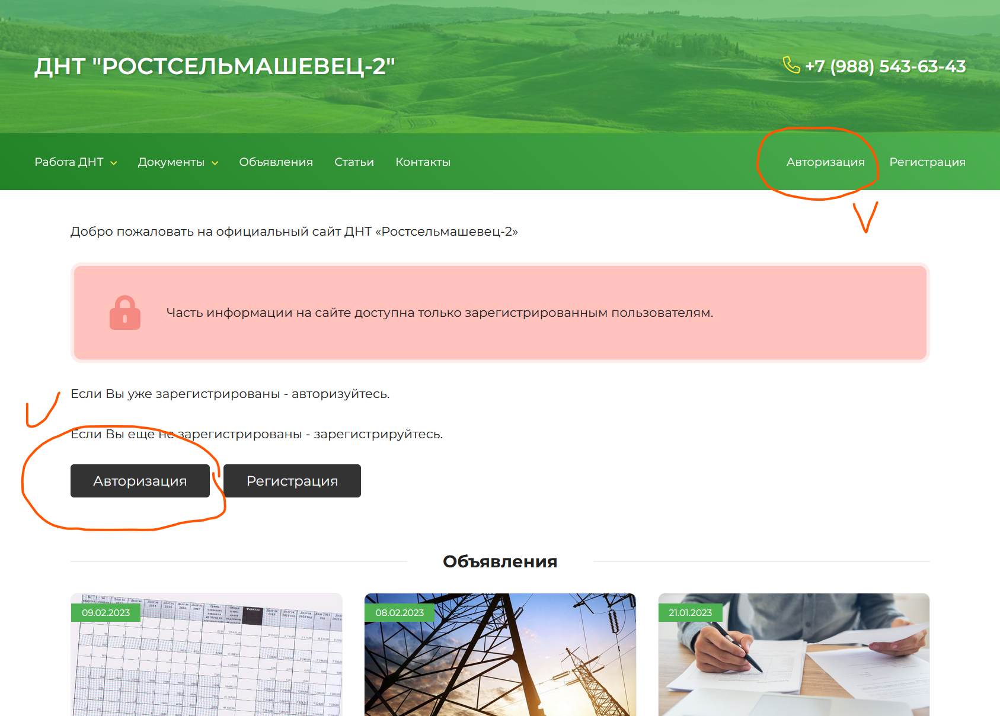 ДНТ "РОСТСЕЛЬМАШЕВЕЦ-2"
+7 (988) 543-63-43
Работа ДНТ Документы Объявления Статьи Контакты Авторизация Регистрация
Добро пожаловать на официальный сайт ДНТ «Ростсельмашевец-2»
Часть информации на сайте доступна только зарегистрированным пользователям.
Если Вы уже зарегистрированы - авторизуйтесь.
Если Вы еще не зарегистрированы - зарегистрируйтесь.
Авторизация Регистрация
Объявления
09.02.2023 08.02.2023 21.01.2023